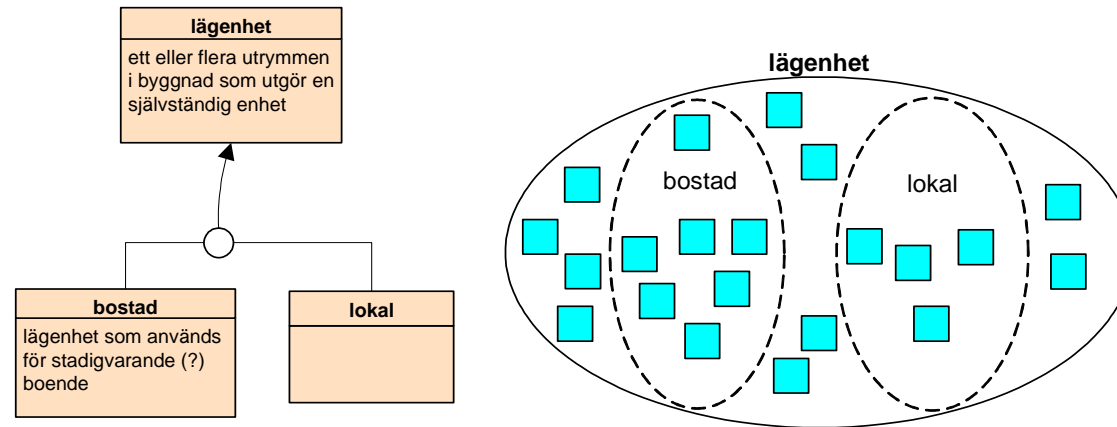 lägenhet
ett eller flera utrymmen
i byggnad som utgör en
självständig enhet
bostad
lägenhet som används
för stadigvarande (?)
boende
lokal
lägenhet
bostad
lokal